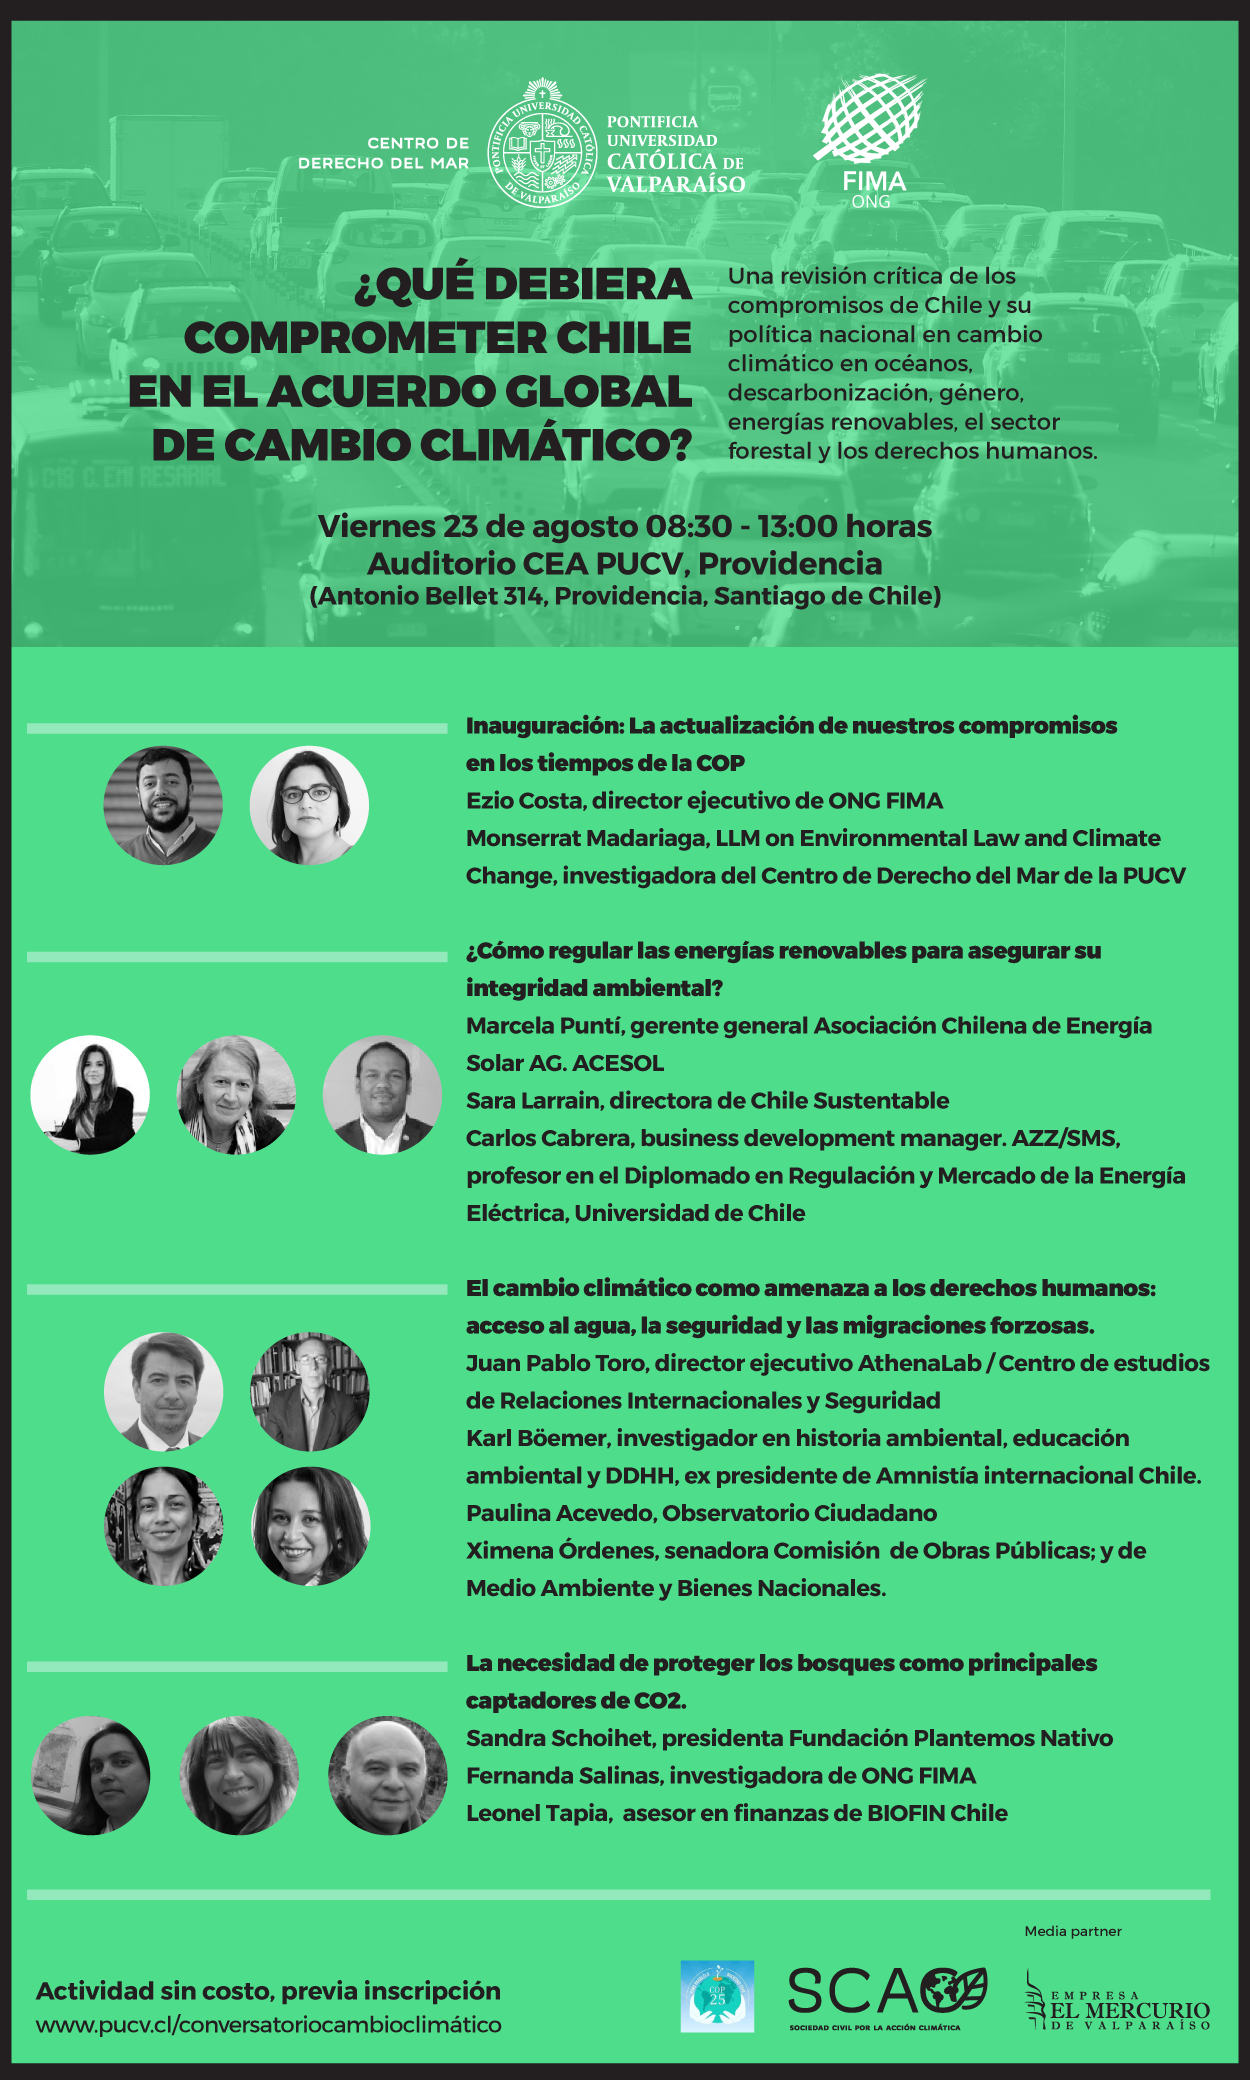 CENTRO DE
DERECHO DEL MAR
PONTIFICIA UNIVERSIDAD CATÓLICA
DE VALPARAÍSO
PONTIFICIA
UNIVERSIDAD
CATÓLICA DE
VALPARAÍSO
FIMA
ONG
¿QUÉ DEBIERA
COMPROMETER CHILE
EN EL ACUERDO GLOBAL
DE CAMBIO CLIMÁTICO?
Una revisión crítica de los
compromisos de Chile y su
política nacional en cambio
climático en océanos,
descarbonización, género,
energías renovables, el sector
forestal y los derechos humanos.
Viernes 23 de agosto 08:30 - 13:00 horas
Auditorio CEA PUCV, Providencia
(Antonio Bellet 314, Providencia, Santiago de Chile)
Inauguración: La actualización de nuestros compromisos
en los tiempos de la COP
Ezio Costa, director ejecutivo de ONG FIMA
Monserrat Madariaga, LLM on Environmental Law and Climate
Change, investigadora del Centro de Derecho del Mar de la PUCV
¿Cómo regular las energías renovables para asegurar su
integridad ambiental?
Marcela Puntí, gerente general Asociación Chilena de Energía
Solar AG. ACESOL
Sara Larrain, directora de Chile Sustentable
Carlos Cabrera, business development manager. AZZ/SMS,
profesor en el Diplomado en Regulación y Mercado de la Energía
Eléctrica, Universidad de Chile
El cambio climático como amenaza a los derechos humanos:
acceso al agua, la seguridad y las migraciones forzosas.
Juan Pablo Toro, director ejecutivo AthenaLab / Centro de estudios
de Relaciones Internacionales y Seguridad
Karl Böemer, investigador en historia ambiental, educación
ambiental y DDHH, ex presidente de Amnistía internacional Chile.
Paulina Acevedo, Observatorio Ciudadano
Ximena Órdenes, senadora Comisión de Obras Públicas; y de
Medio Ambiente y Bienes Nacionales.
La necesidad de proteger los bosques como principales
captadores de CO2.
Sandra Schoihet, presidenta Fundación Plantemos Nativo
Fernanda Salinas, investigadora de ONG FIMA
Leonel Tapia, asesor en finanzas de BIOFIN Chile
Media partner
Actividad sin costo, previa inscripción
www.pucv.cl/conversatoriocambioclimático
COP
25
SCAC
SOCIEDAD CIVIL POR LA ACCIÓN CLIMÁTICA
EMPRESA
EL MERCURIO
DE VALPARAÍSO